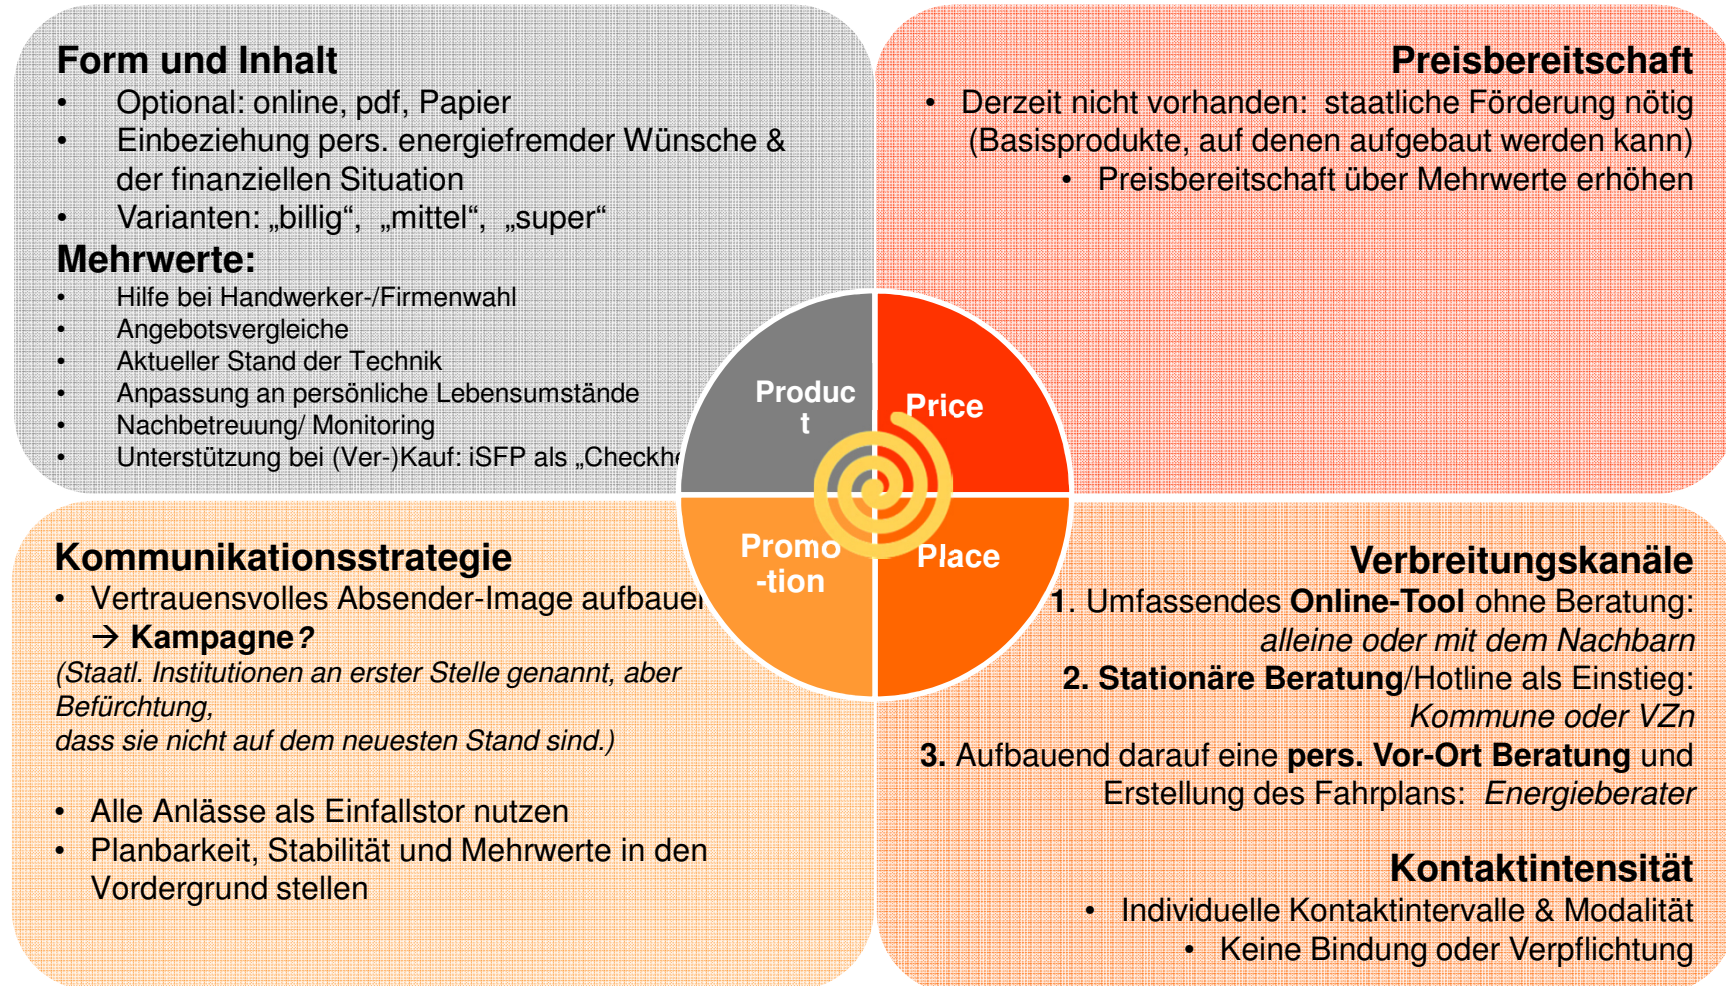 Form und Inhalt
• Optional: online, pdf, Papier
• Einbeziehung pers. energiefremder Wünsche &
der finanziellen Situation
• Varianten: „billig“, „mittel“, „super“
Mehrwerte:
• Hilfe bei Handwerker-/Firmenwahl
• Angebotsvergleiche
• Aktueller Stand der Technik
• Anpassung an persönliche Lebensumstände
• Nachbetreuung/ Monitoring
• Unterstützung bei (Ver-)Kauf: iSFP als
Preisbereitschaft
• Derzeit nicht vorhanden: staatliche Förderung nötig
(Basisprodukte, auf denen aufgebaut werden kann)
• Preisbereitschaft über Mehrwerte erhöhen
Produc
t
Price
Promo
-tion
Place
Kommunikationsstrategie
• Vertrauensvolles Absender-Image aufbauen
→ Kampagne?
(Staatl. Institutionen an erster Stelle genannt, aber
Befürchtung,
dass sie nicht auf dem neuesten Stand sind.)
• Alle Anlässe als Einfallstor nutzen
• Planbarkeit, Stabilität und Mehrwerte in den
Vordergrund stellen
Verbreitungskanäle
1. Umfassendes Online-Tool ohne Beratung:
alleine oder mit dem Nachbarn
2. Stationäre Beratung/Hotline als Einstieg:
Kommune oder VZn
3. Aufbauend darauf eine pers. Vor-Ort Beratung und
Erstellung des Fahrplans: Energieberater
Kontaktintensität
• Individuelle Kontaktintervalle & Modalität
• Keine Bindung oder Verpflichtung